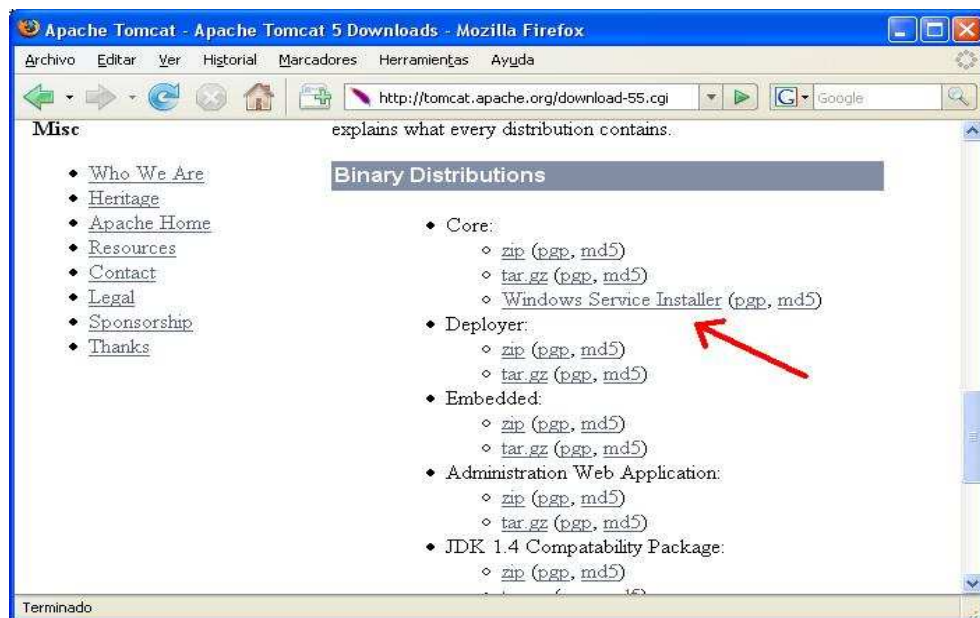 Apache Tomcat - Apache Tomcat 5 Downloads - Mozilla Firefox
Archivo Editar Ver Historial Marcadores Herramientas Ayuda
http://tomcat.apache.org/download-55.cgi
G Google
Misc
Who We Are
Heritage
Apache Home
Resources
Contact
Legal
Sponsorship
Thanks
explains what every distribution contains.
Binary Distributions
Core:
zip (pgp, md5)
tar.gz (pgp, md5)
Windows Service Installer (pgp, md5)
Deployer:
zip (pgp, md5)
tar.gz (pgp, md5)
Embedded:
zip (pgp, md5)
tar.gz (pgp, md5)
Administration Web Application:
zip (pgp, md5)
tar.gz (pgp, md5)
JDK 1.4 Compatability Package:
zip (pgp, md5)
Terminado